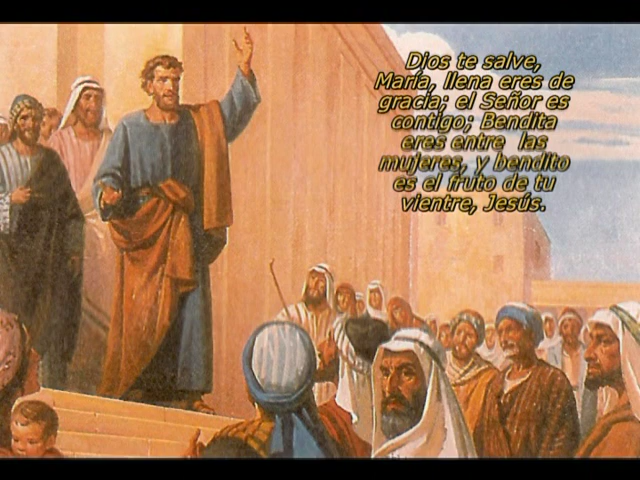 Dios te salve,
María, llena eres de
gracia; el Señor es
contigo; Bendita
eres entre las
mujeres, y bendito
es el fruto de tu
vientre, Jesús.